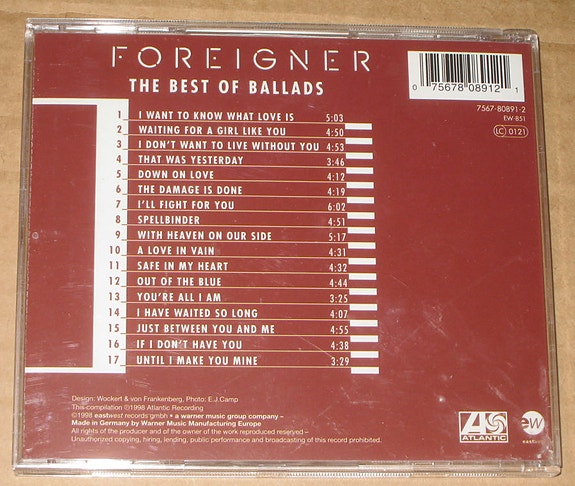 FOREIGNER
THE BEST OF BALLADS
0 75678 08912 1
7567-80891-2
EW 851
LC 0121
1 I WANT TO KNOW WHAT LOVE IS 5:03
2 WAITING FOR A GIRL LIKE YOU 4:50
3 I DON'T WANT TO LIVE WITHOUT YOU 4:53
4 THAT WAS YESTERDAY 3:46
5 DOWN ON LOVE 4:12
6 THE DAMAGE IS DONE 4:19
7 I'LL FIGHT FOR YOU 6:02
8 SPELLBINDER 4:51
9 WITH HEAVEN ON OUR SIDE 5:17
10 A LOVE IN VAIN 4:31
11 SAFE IN MY HEART 4:32
12 OUT OF THE BLUE 4:44
13 YOU'RE ALL I AM 3:25
14 I HAVE WAITED SO LONG 4:07
15 JUST BETWEEN YOU AND ME 4:55
16 IF I DON'T HAVE YOU 4:38
17 UNTIL I MAKE YOU MINE 3:29
Design: Wockert & von Frankenberg, Photo: E.J.Camp
This compilation ℗1998 Atlantic Recording
©1998 eastwest records gmbh • a warner music group company –
Made in Germany by Warner Music Manufacturing Europe
All rights of the producer and of the owner of the work reproduced reserved –
Unauthorized copying, hiring, lending, public performance and broadcasting of this record prohibited.
ATLANTIC
ew